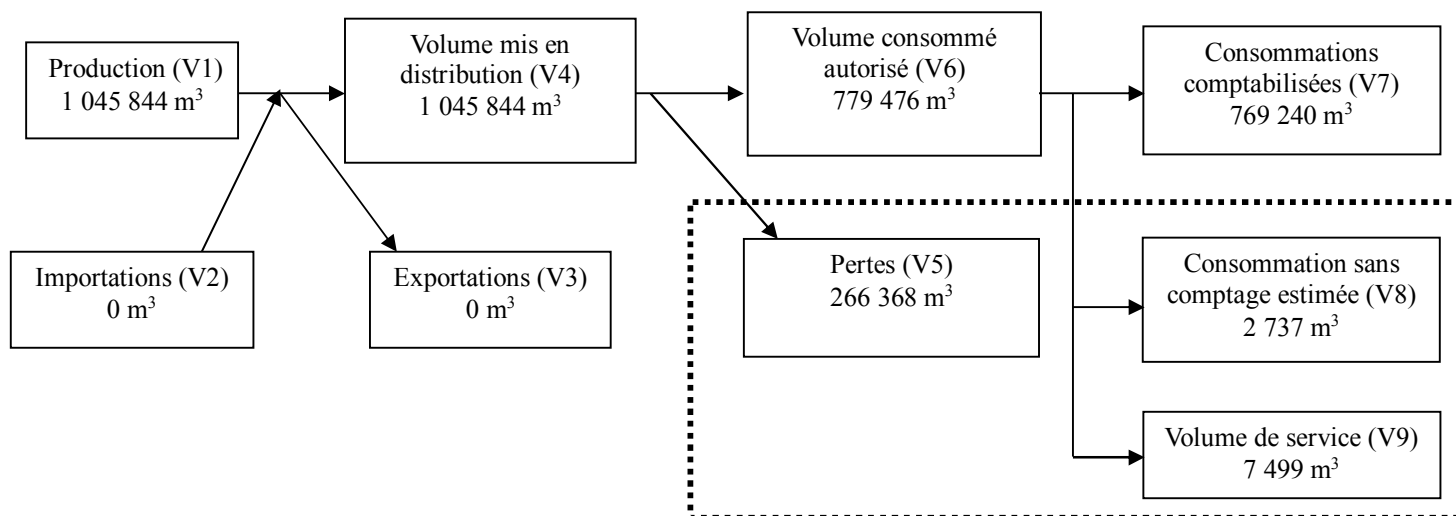 Production (V1)
1 045 844 m³
Volume mis en
distribution (V4)
1 045 844 m³
Volume consommé
autorisé (V6)
779 476 m³
Consommations
comptabilisées (V7)
769 240 m³
Importations (V2)
0 m³
Exportations (V3)
0 m³
Pertes (V5)
266 368 m³
Consommation sans
comptage estimée (V8)
2 737 m³
Volume de service (V9)
7 499 m³